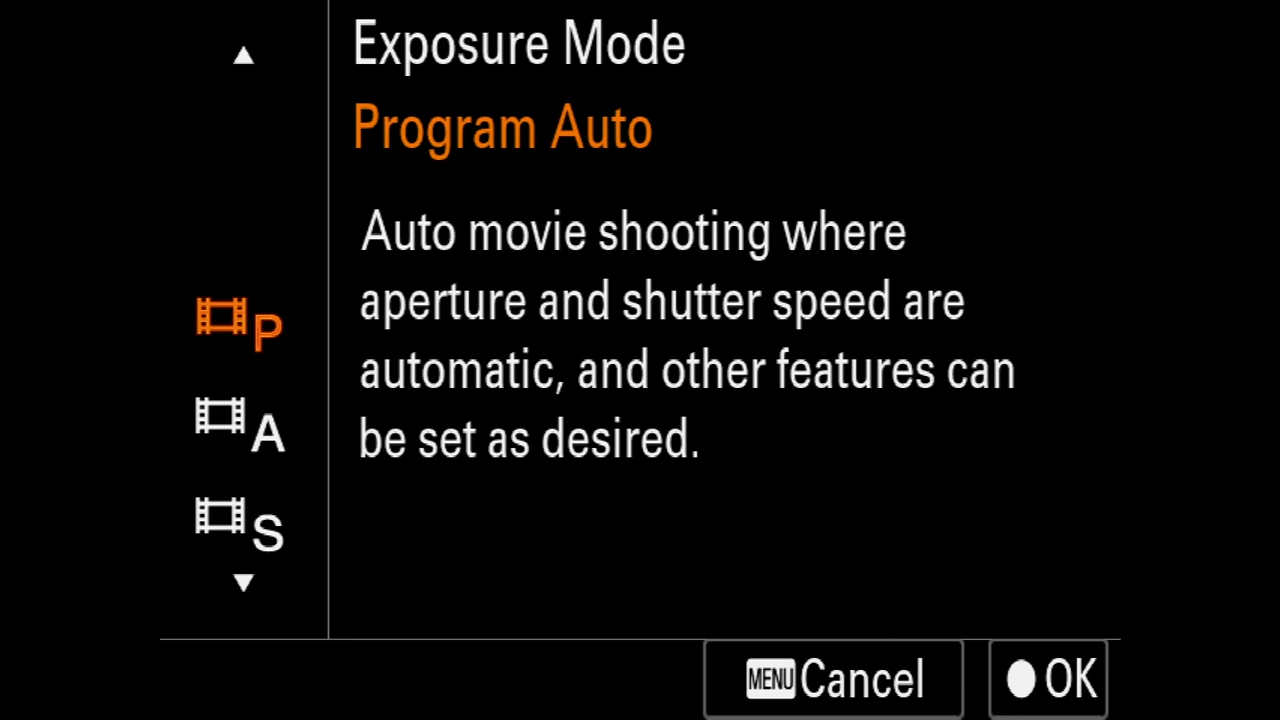 Exposure Mode
Program Auto
Auto movie shooting where
aperture and shutter speed are
automatic, and other features can
be set as desired.
P
A
S
MENU Cancel
OK